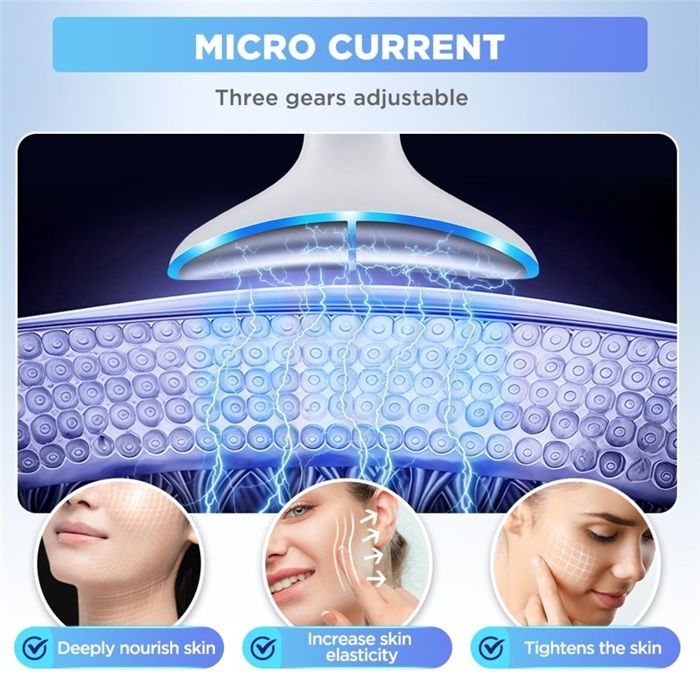 MICRO CURRENT
Three gears adjustable
Deeply nourish skin
Increase skin
elasticity
Tightens the skin